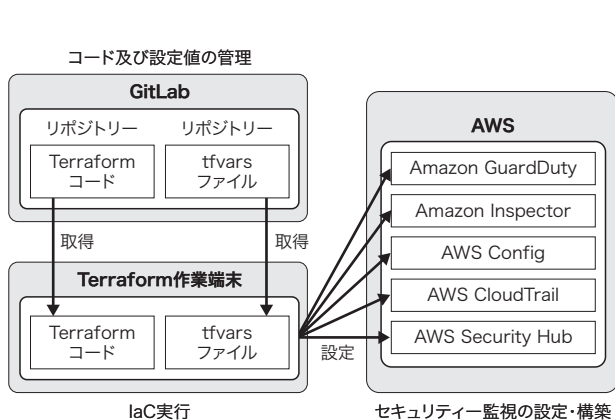 コード及び設定値の管理
GitLab
リポジトリー
リポジトリー
Terraform
コード
tfvars
ファイル
取得
取得
Terraform作業端末
Terraform
コード
tfvars
ファイル
設定
IaC実行
AWS
Amazon GuardDuty
Amazon Inspector
AWS Config
AWS CloudTrail
AWS Security Hub
セキュリティー監視の設定・構築